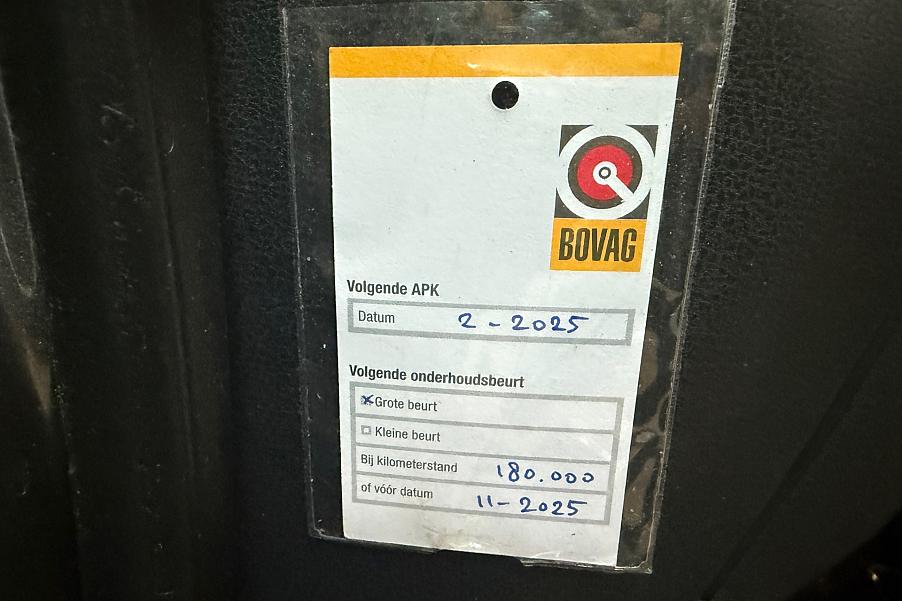 BOVAG
Volgende APK
Datum 2 - 2025
Volgende onderhoudsbeurt
Grote beurt
Kleine beurt
Bij kilometerstand 180.000
of vóór datum 11 - 2025